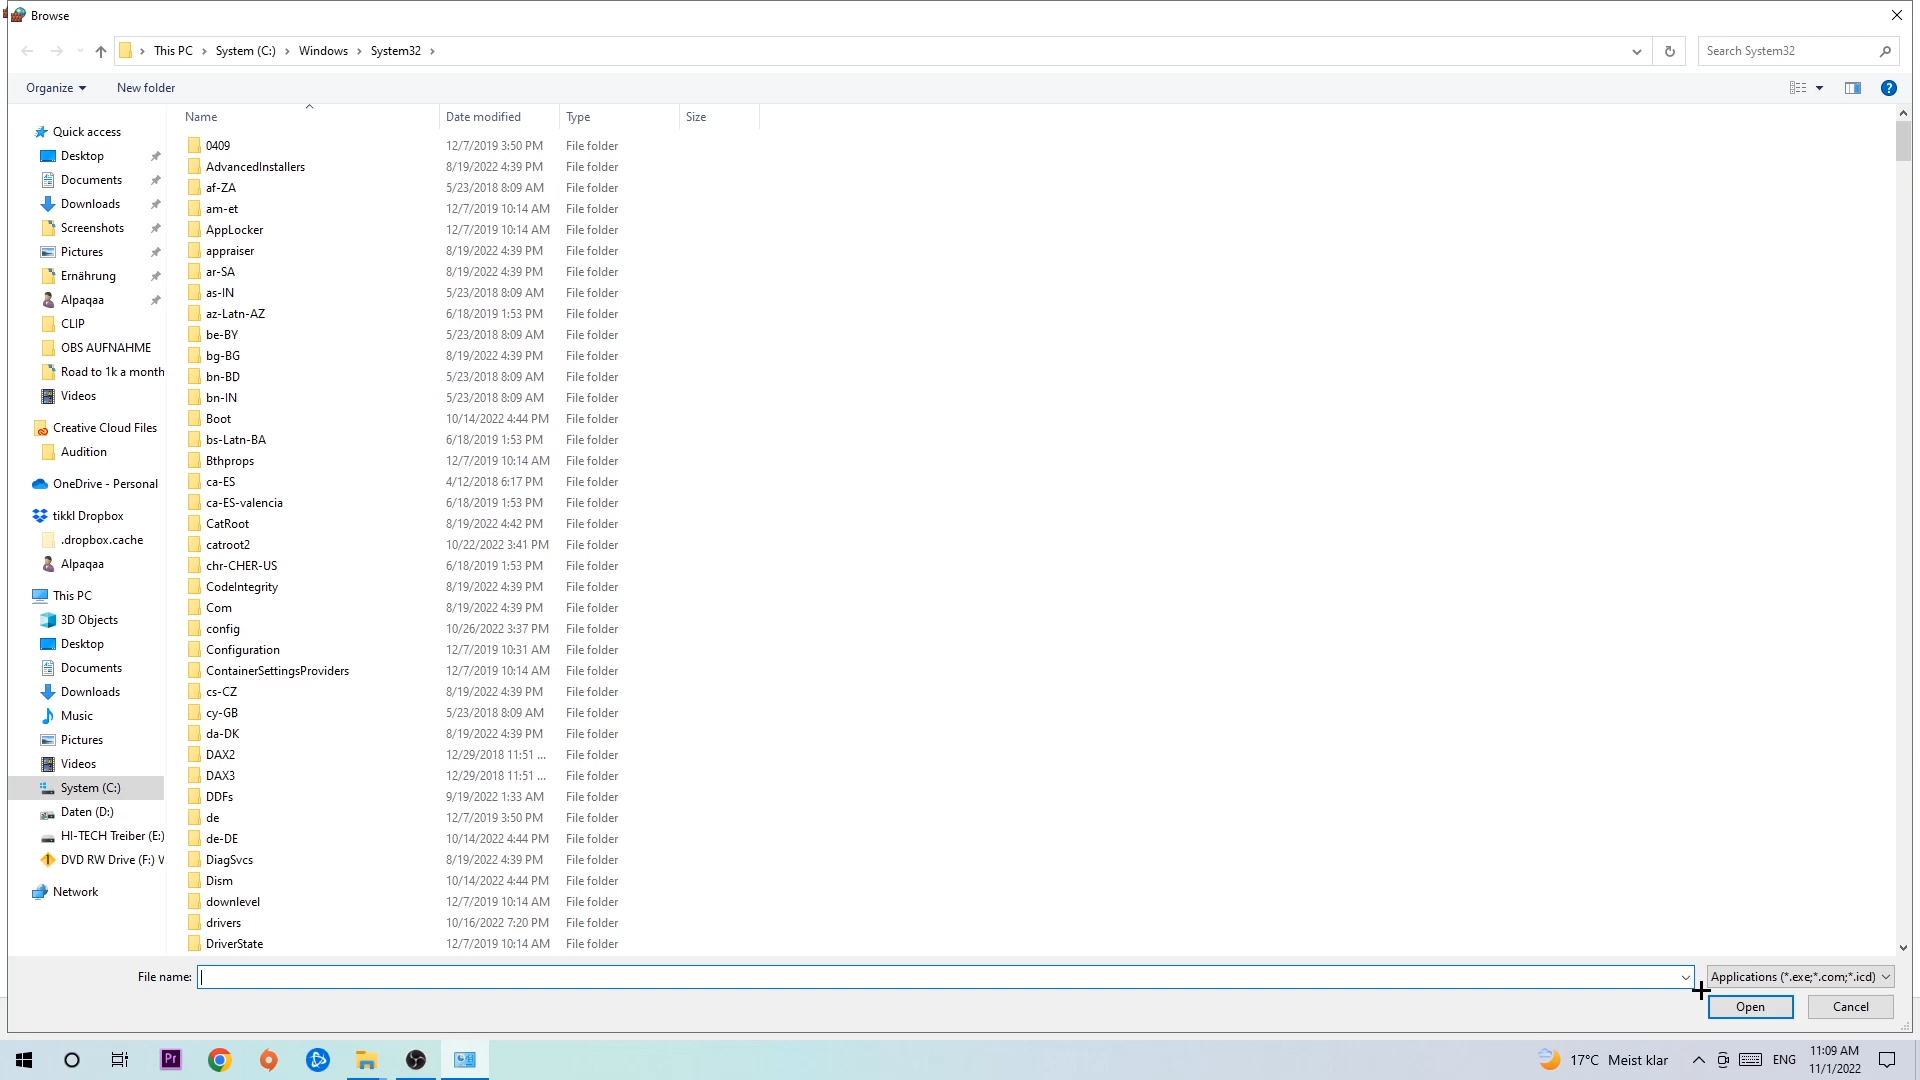 Browse
This PC > System (C:) > Windows > System32 >
Search System32
Organize
New folder
Name
Date modified
Type
Size
Quick access
Desktop
Documents
Downloads
Screenshots
Pictures
Ernährung
Alpaqaa
CLIP
OBS AUFNAHME
Road to 1k a month
Videos
Creative Cloud Files
Audition
OneDrive - Personal
tikkl Dropbox
.dropbox.cache
Alpaqaa
This PC
3D Objects
Desktop
Documents
Downloads
Music
Pictures
Videos
System (C:)
Daten (D:)
HI-TECH Treiber (E:)
DVD RW Drive (F:) V
Network
0409 12/7/2019 3:50 PM File folder
AdvancedInstallers 8/19/2022 4:39 PM File folder
af-ZA 5/23/2018 8:09 AM File folder
am-et 12/7/2019 10:14 AM File folder
AppLocker 12/7/2019 10:14 AM File folder
appraiser 8/19/2022 4:39 PM File folder
ar-SA 8/19/2022 4:39 PM File folder
as-IN 5/23/2018 8:09 AM File folder
az-Latn-AZ 6/18/2019 1:53 PM File folder
be-BY 5/23/2018 8:09 AM File folder
bg-BG 8/19/2022 4:39 PM File folder
bn-BD 5/23/2018 8:09 AM File folder
bn-IN 5/23/2018 8:09 AM File folder
Boot 10/14/2022 4:44 PM File folder
bs-Latn-BA 6/18/2019 1:53 PM File folder
Bthprops 12/7/2019 10:14 AM File folder
ca-ES 4/12/2018 6:17 PM File folder
ca-ES-valencia 6/18/2019 1:53 PM File folder
CatRoot 8/19/2022 4:42 PM File folder
catroot2 10/22/2022 3:41 PM File folder
chr-CHER-US 6/18/2019 1:53 PM File folder
CodeIntegrity 8/19/2022 4:39 PM File folder
Com 8/19/2022 4:39 PM File folder
config 10/26/2022 3:37 PM File folder
Configuration 12/7/2019 10:31 AM File folder
ContainerSettingsProviders 12/7/2019 10:14 AM File folder
cs-CZ 8/19/2022 4:39 PM File folder
cy-GB 5/23/2018 8:09 AM File folder
da-DK 8/19/2022 4:39 PM File folder
DAX2 12/29/2018 11:51 ... File folder
DAX3 12/29/2018 11:51 ... File folder
DDFs 9/19/2022 1:33 AM File folder
de 12/7/2019 3:50 PM File folder
de-DE 10/14/2022 4:44 PM File folder
DiagSvcs 8/19/2022 4:39 PM File folder
Dism 10/14/2022 4:44 PM File folder
downlevel 12/7/2019 10:14 AM File folder
drivers 10/16/2022 7:20 PM File folder
DriverState 12/7/2019 10:14 AM File folder
File name:
Applications (*.exe;*.com;*.icd)
Open
Cancel
Pr
17°C Meist klar
ENG
11:09 AM
11/1/2022